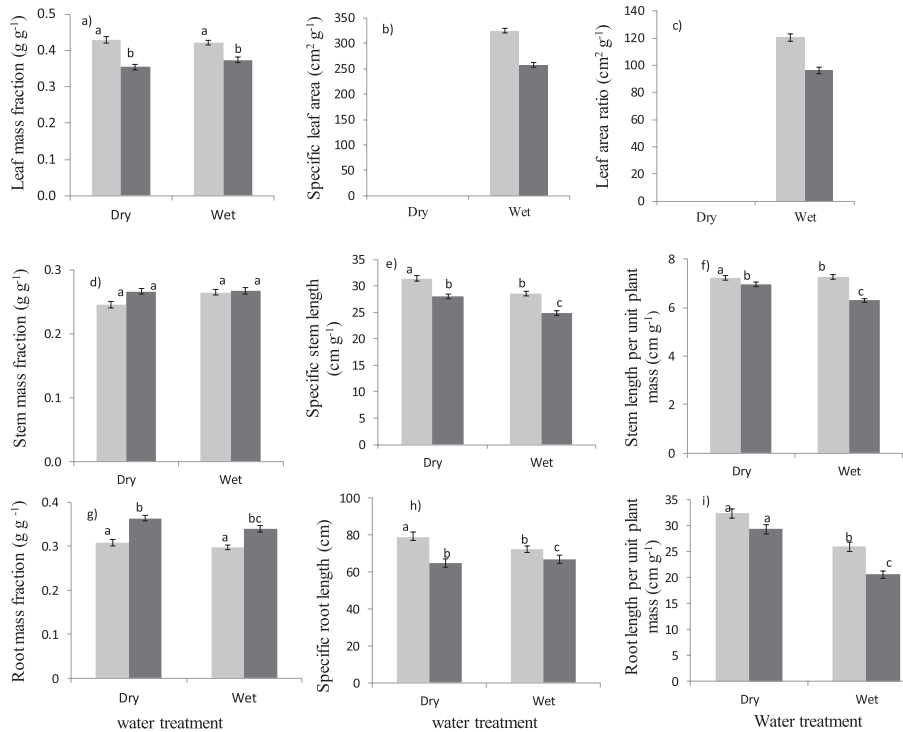 a)
Leaf mass fraction (g g⁻¹)
0.5
0.4
0.3
0.2
0.1
0.0
a
b
a
b
Dry
Wet
b)
Specific leaf area (cm² g⁻¹)
350
300
250
200
150
100
50
0
Dry
Wet
c)
Leaf area ratio (cm² g⁻¹)
140
120
100
80
60
40
20
0
Dry
Wet
d)
Stem mass fraction (g g⁻¹)
0.3
0.2
0.1
0.0
a
a
a
a
Dry
Wet
e)
Specific stem length
(cm g⁻¹)
35
30
25
20
15
10
5
0
a
b
b
c
Dry
Wet
f)
Stem length per unit plant
mass (cm g⁻¹)
8
6
4
2
0
a
b
b
c
Dry
Wet
g)
Root mass fraction (g g ⁻¹)
0.4
0.3
0.2
0.1
0
a
b
a
bc
Dry
Wet
water treatment
h)
Specific root length (cm)
100
80
60
40
20
0
a
b
b
c
Dry
Wet
water treatment
i)
Root length per unit plant
mass (cm g⁻¹)
35
30
25
20
15
10
5
0
a
a
b
c
Dry
Wet
Water treatment